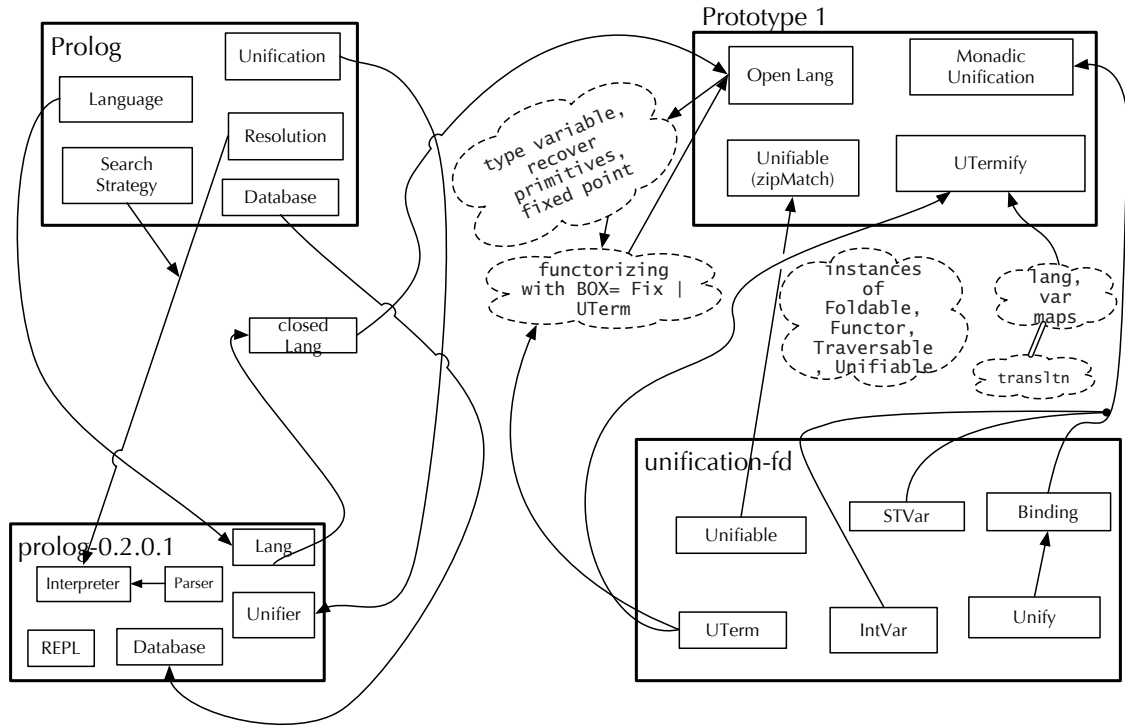 Prolog
Unification
Language
Resolution
Search
Strategy
Database
Prototype 1
Open Lang
Monadic
Unification
Unifiable
(zipMatch)
UTermify
type variable,
recover
primitives,
fixed point
functorizing
with BOX= Fix |
UTerm
instances
of
Foldable,
Functor,
Traversable
, Unifiable
lang,
var
maps
transltn
closed
Lang
prolog-0.2.0.1
Lang
Interpreter
Parser
Unifier
REPL
Database
unification-fd
Unifiable
STVar
Binding
UTerm
IntVar
Unify